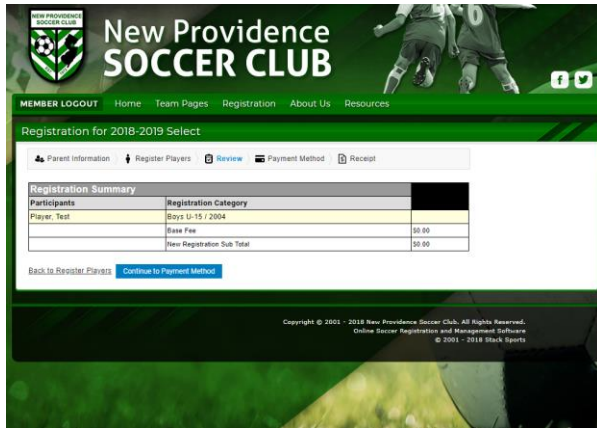 NEW PROVIDENCE
SOCCER CLUB
New Providence
SOCCER CLUB
f
MEMBER LOGOUT Home Team Pages Registration About Us Resources
Registration for 2018-2019 Select
Parent Information Register Players Review Payment Method Receipt
Registration Summary
Participants Registration Category
Player, Test Boys U-15 / 2004
Base Fee $0.00
New Registration Sub Total $0.00
Back to Register Players Continue to Payment Method
Copyright © 2001 - 2018 New Providence Soccer Club. All Rights Reserved.
Online Soccer Registration and Management Software
© 2001 - 2018 Stack Sports